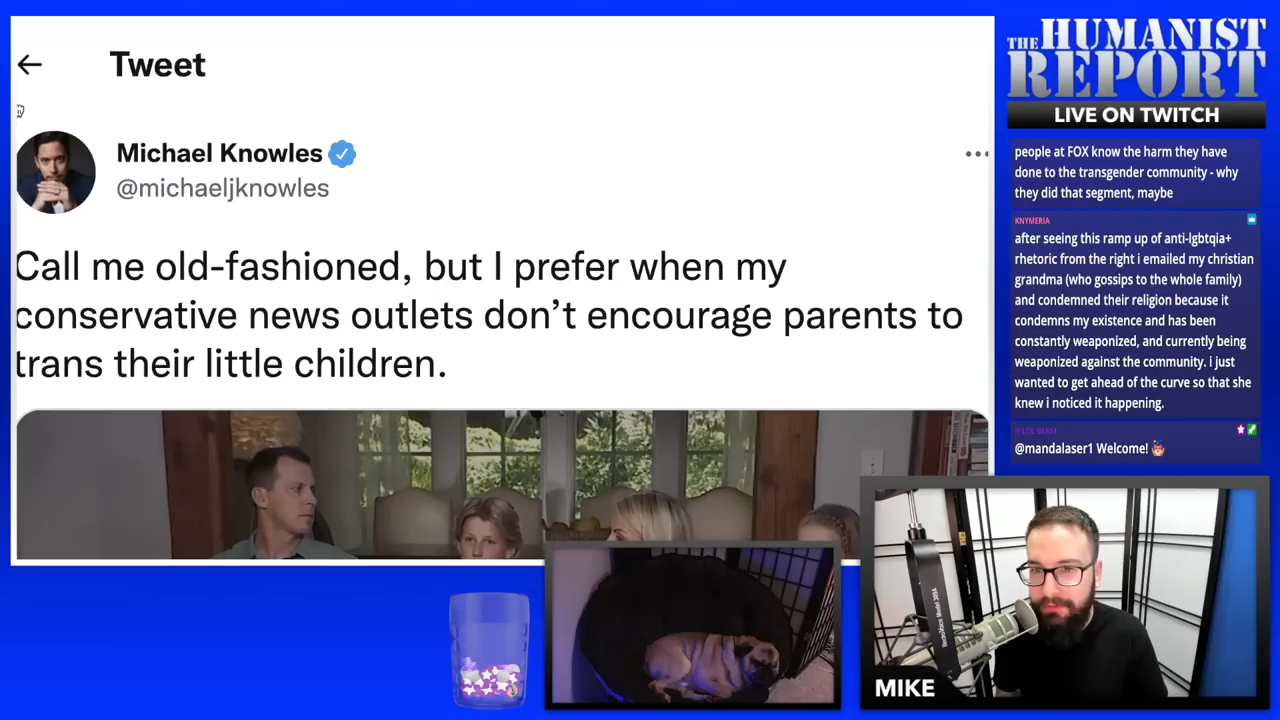 Tweet
Michael Knowles
@michaeljknowles
Call me old-fashioned, but I prefer when my
conservative news outlets don’t encourage parents to
trans their little children.
THE HUMANIST
REPORT
LIVE ON TWITCH
people at FOX know the harm they have
done to the transgender community - why
they did that segment, maybe
KNYMERIA
after seeing this ramp up of anti-lgbtqia+
rhetoric from the right i emailed my christian
grandma (who gossips to the whole family)
and condemned their religion because it
condemns my existence and has been
constantly weaponized, and currently being
weaponized against the community. i just
wanted to get ahead of the curve so that she
knew i noticed it happening.
@mandalaser1 Welcome!
MIKE